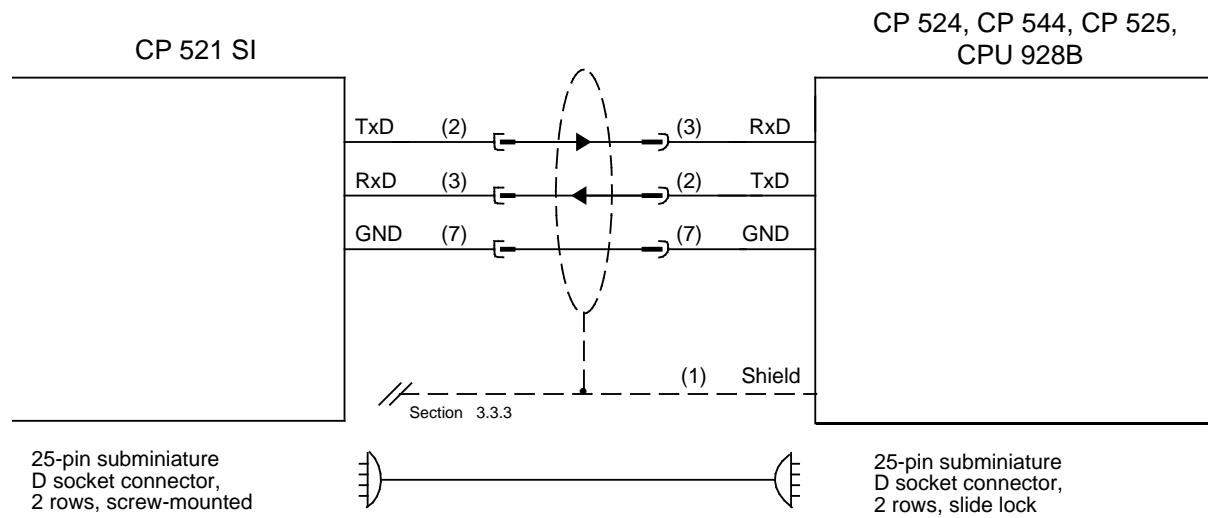 CP 521 SI
CP 524, CP 544, CP 525,
CPU 928B
TxD (2) (3) RxD
RxD (3) (2) TxD
GND (7) (7) GND
(1) Shield
Section 3.3.3
25-pin subminiature
D socket connector,
2 rows, screw-mounted
25-pin subminiature
D socket connector,
2 rows, slide lock